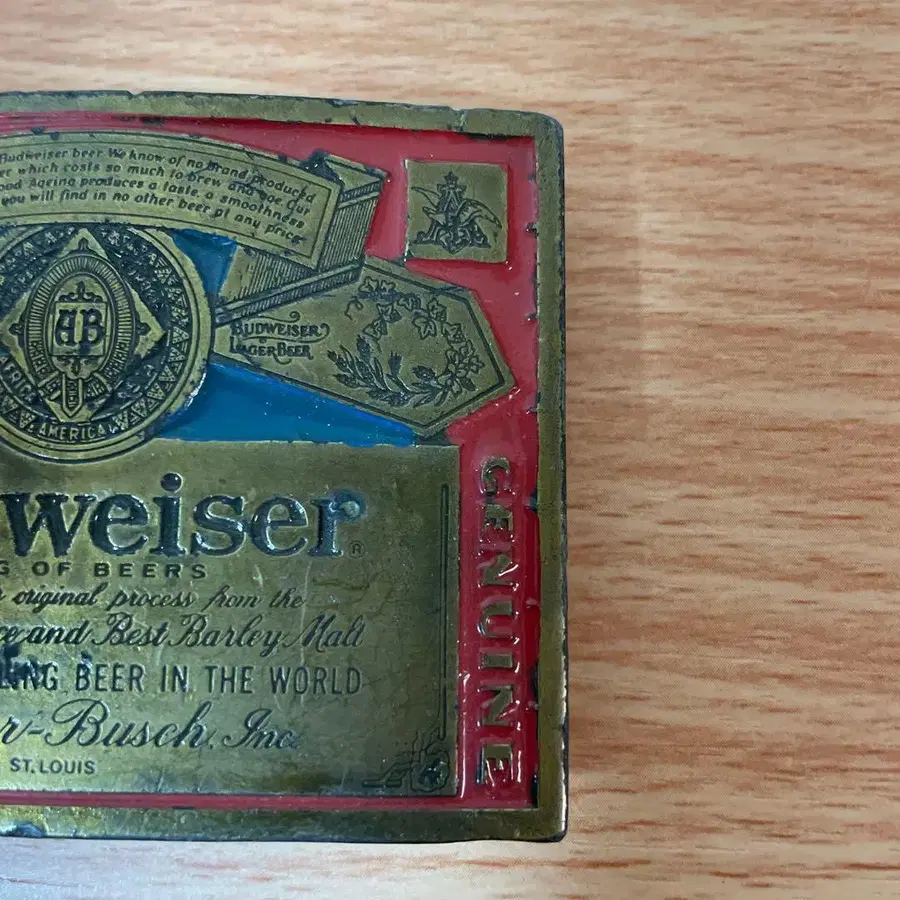 Budweiser beer. We know of no brand produced
er which costs so much to brew and age. Our
ood Ageing produces a taste, a smoothness
you will find in no other beer at any price.
AB
AMERICA
BUDWEISER
LAGER BEER
weiser®
G OF BEERS
original process from the
ce and Best Barley Malt
LING BEER IN THE WORLD
r-Busch, Inc.
ST. LOUIS
GENUINE